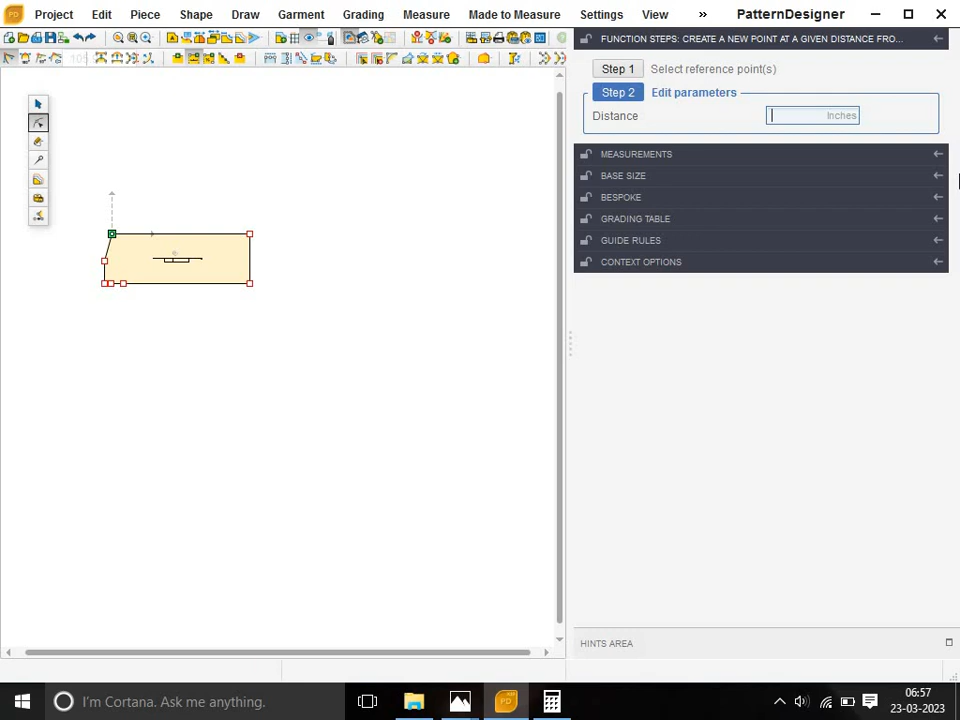 Project Edit Piece Shape Draw Garment Grading Measure Made to Measure Settings View » PatternDesigner
FUNCTION STEPS: CREATE A NEW POINT AT A GIVEN DISTANCE FRO...
Step 1 Select reference point(s)
Step 2 Edit parameters
Distance Inches
MEASUREMENTS
BASE SIZE
BESPOKE
GRADING TABLE
GUIDE RULES
CONTEXT OPTIONS
HINTS AREA
I'm Cortana. Ask me anything.
06:57
23-03-2023